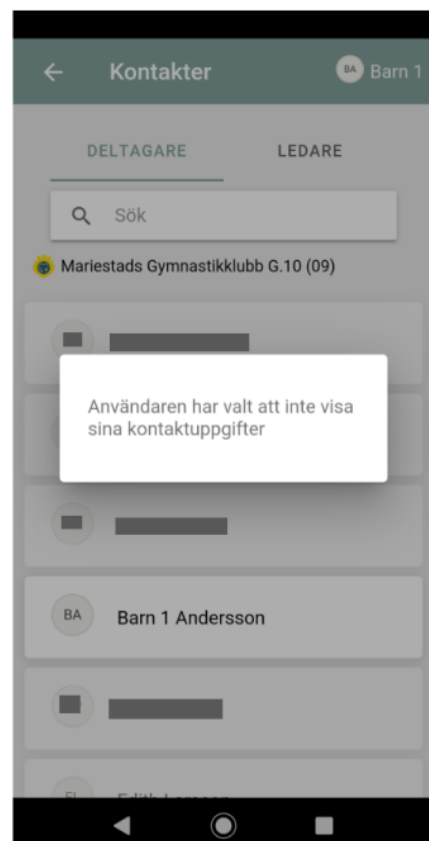 Kontakter
BA
Barn 1
DELTAGARE
LEDARE
Sök
Mariestads Gymnastikklubb G.10 (09)
Användaren har valt att inte visa
sina kontaktuppgifter
BA
Barn 1 Andersson